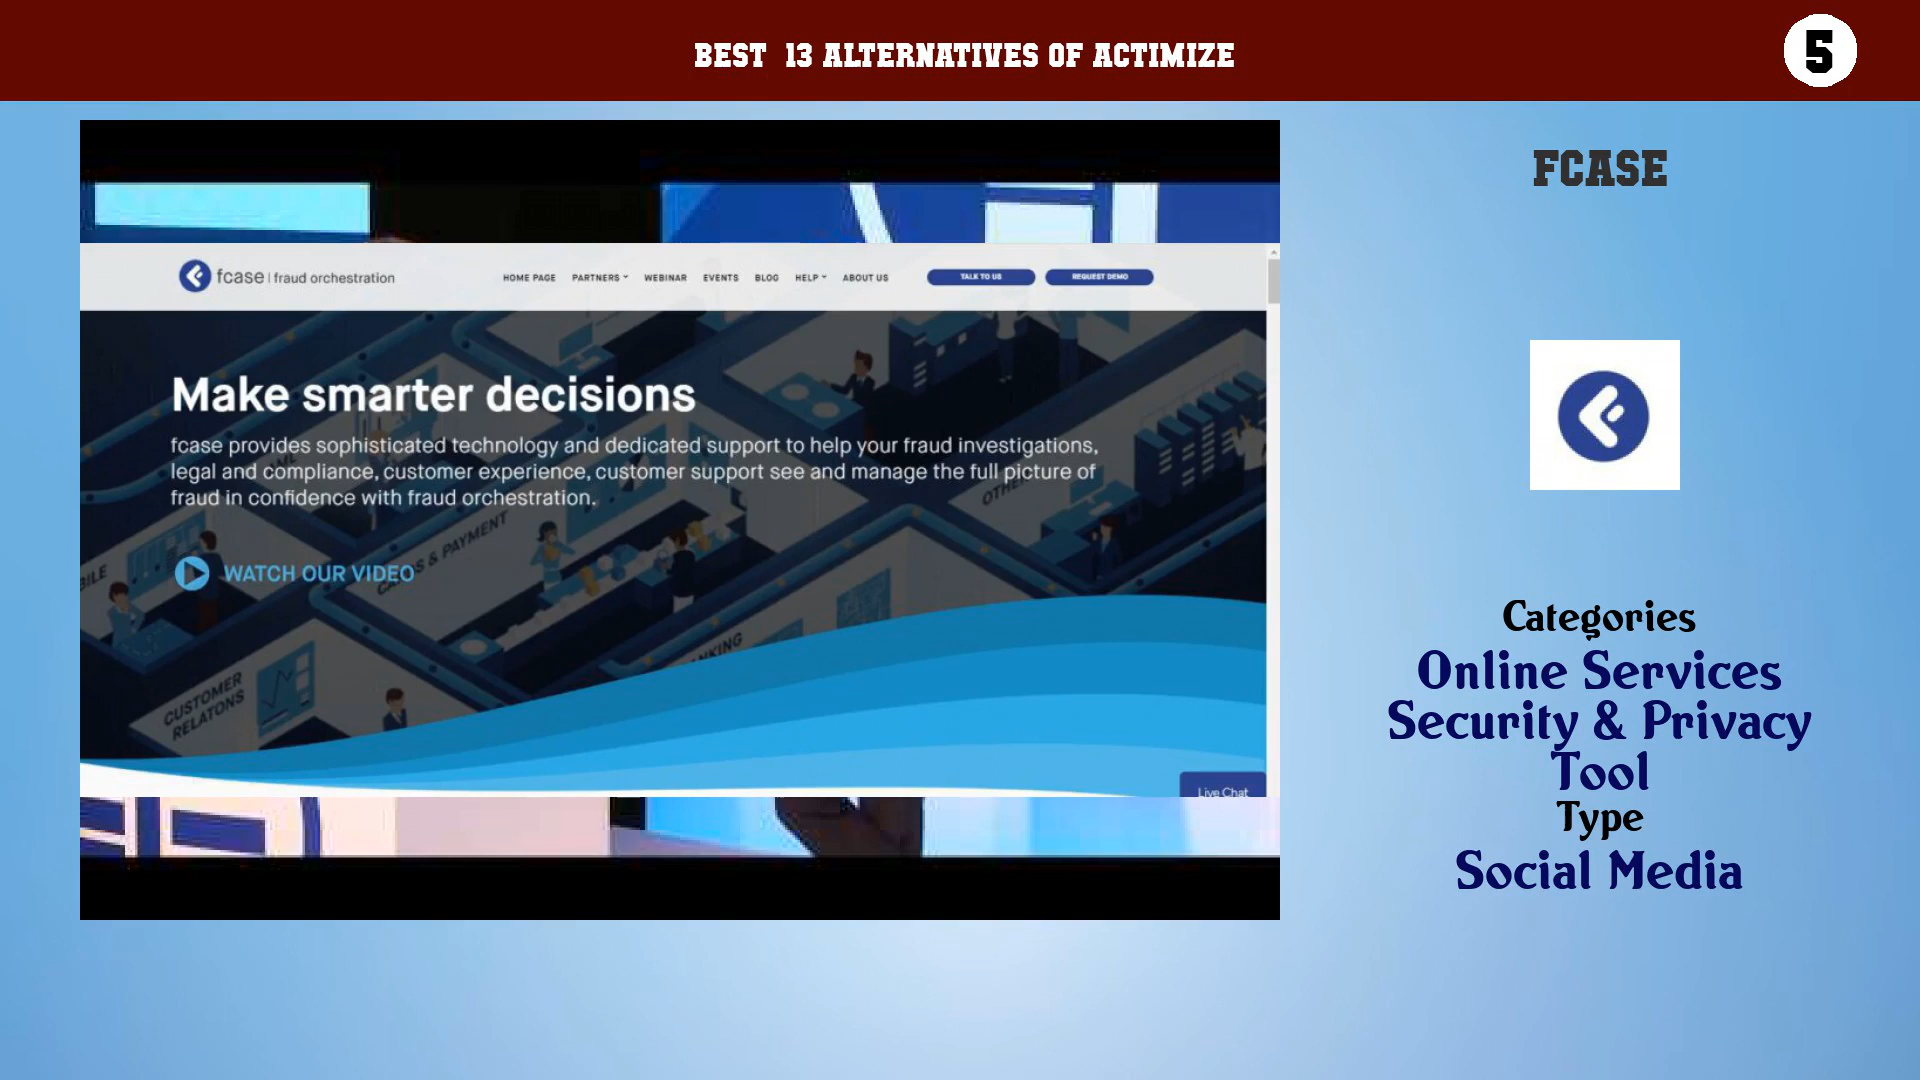 BEST 13 ALTERNATIVES OF ACTIMIZE
5
FCASE
fcase | fraud orchestration
HOME PAGE
PARTNERS
WEBINAR
EVENTS
BLOG
HELP
ABOUT US
TALK TO US
REQUEST DEMO
Make smarter decisions
fcase provides sophisticated technology and dedicated support to help your fraud investigations,
legal and compliance, customer experience, customer support see and manage the full picture of
fraud in confidence with fraud orchestration.
OTHER
& PAYMENT
WATCH OUR VIDEO
CUSTOMER
RELATONS
Live Chat
Categories
Online Services
Security & Privacy
Tool
Type
Social Media